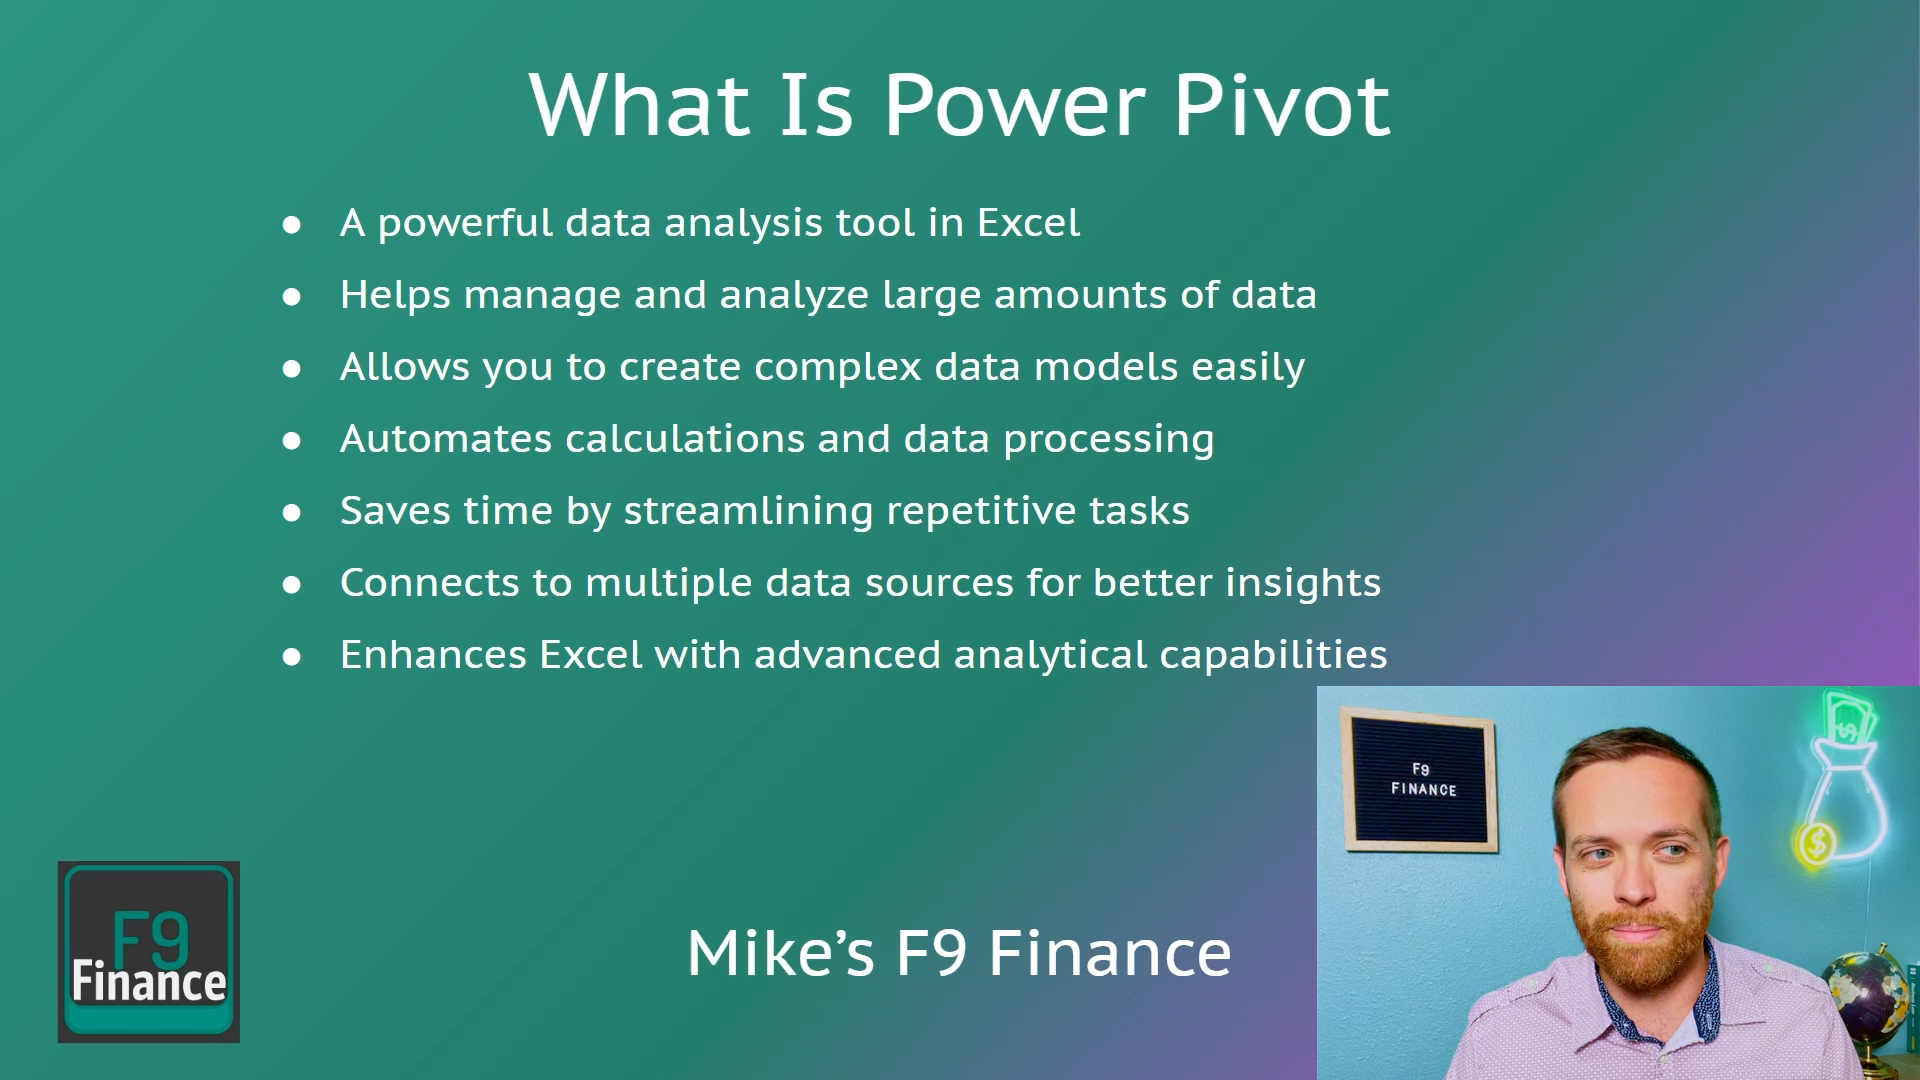 What Is Power Pivot
● A powerful data analysis tool in Excel
● Helps manage and analyze large amounts of data
● Allows you to create complex data models easily
● Automates calculations and data processing
● Saves time by streamlining repetitive tasks
● Connects to multiple data sources for better insights
● Enhances Excel with advanced analytical capabilities
F9
FINANCE
$
$
F9
Finance
Mike’s F9 Finance